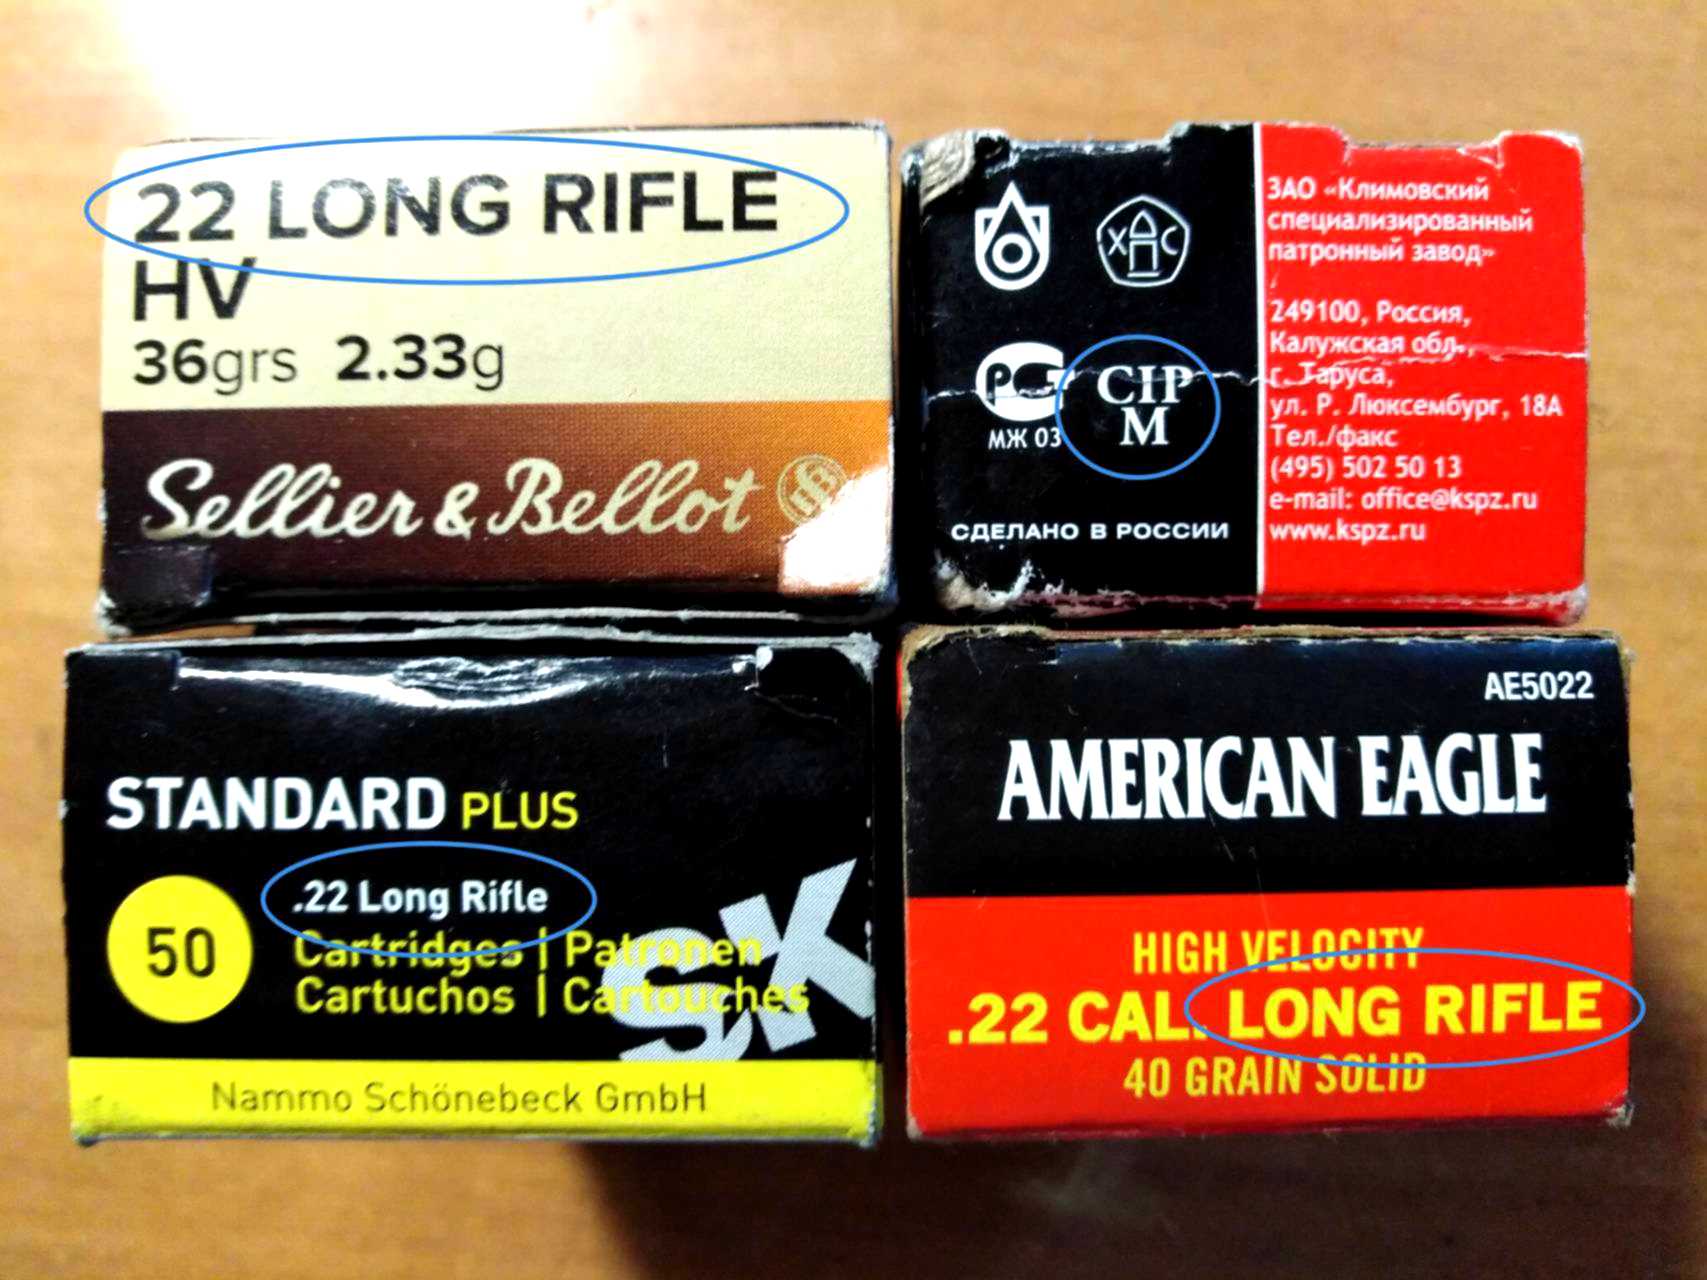 22 LONG RIFLE
HV
36grs 2.33g
Sellier & Bellot
ХДС
РСТ
МЖ 03
CIP
M
СДЕЛАНО В РОССИИ
ЗАО «Климовский
специализированный
патронный завод»
249100, Россия,
Калужская обл.,
г. Таруса,
ул. Р. Люксембург, 18А
Тел./факс
(495) 502 50 13
e-mail: office@kspz.ru
www.kspz.ru
STANDARD PLUS
50
.22 Long Rifle
Cartridges | Patronen
Cartuchos | Cartouches
SK
Nammo Schönebeck GmbH
AE5022
AMERICAN EAGLE
HIGH VELOCITY
.22 CAL. LONG RIFLE
40 GRAIN SOLID